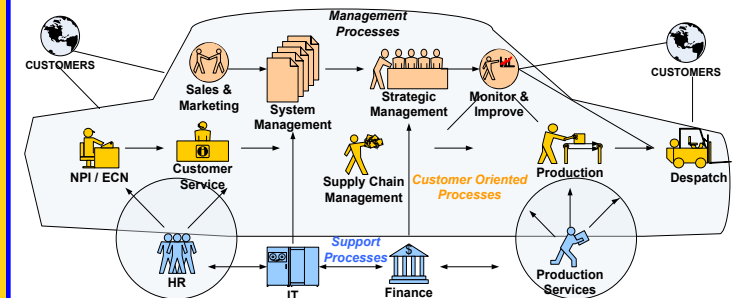 Management
Processes
CUSTOMERS
CUSTOMERS
Sales &
Marketing
System
Management
Strategic
Management
Monitor &
Improve
NPI / ECN
Customer
Service
Supply Chain
Management
Customer Oriented
Processes
Production
Despatch
Support
Processes
HR
IT
Finance
Production
Services